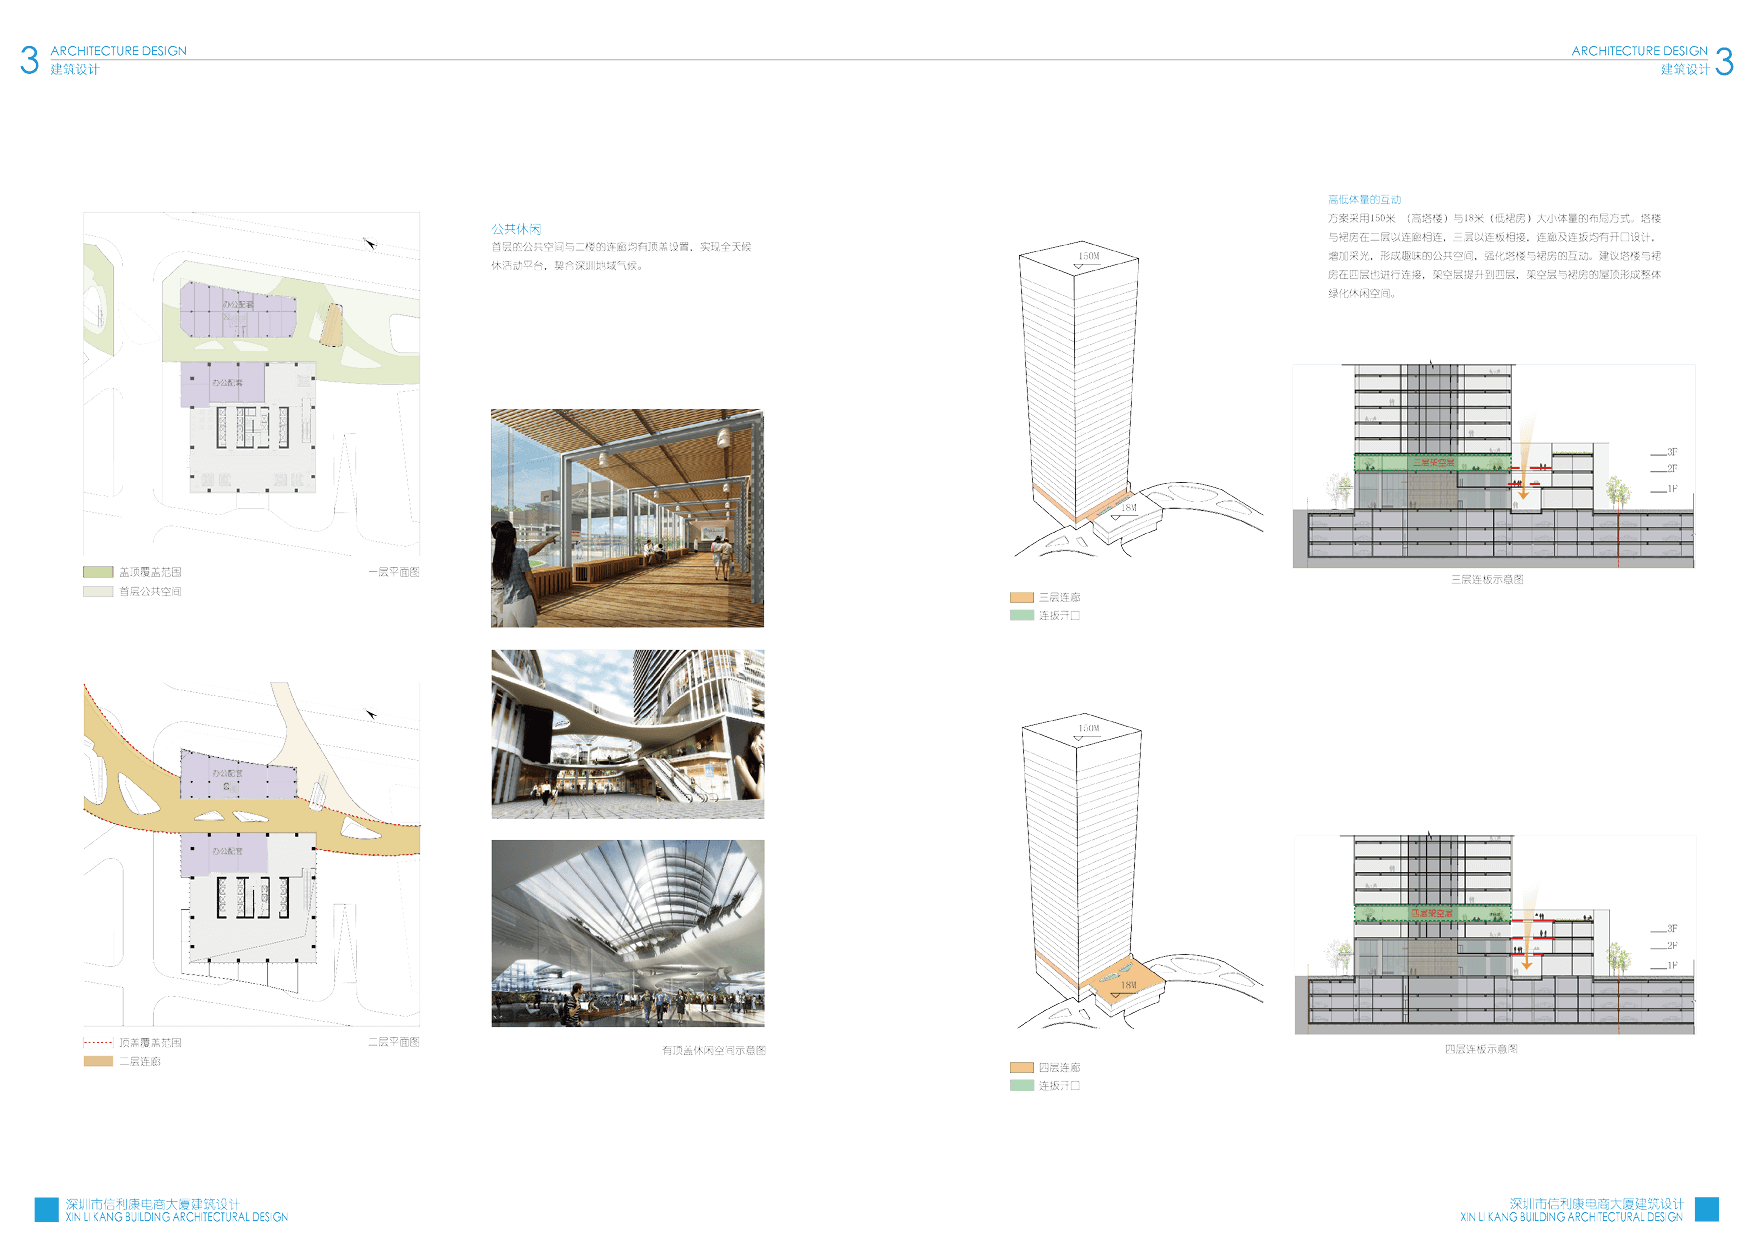 3
ARCHITECTURE DESIGN
建筑设计
ARCHITECTURE DESIGN
建筑设计
3
办公配套
办公配套
盖顶覆盖范围
首层公共空间
一层平面图
公共休闲
首层的公共空间与二楼的连廊均有顶盖设置，实现全天候
休活动平台，契合深圳地域气候。
办公配套
办公配套
顶盖覆盖范围
二层连廊
二层平面图
有顶盖休闲空间示意图
150M
18M
三层连廊
连板开口
高低体量的互动
方案采用150米 （高塔楼）与18米（低裙房）大小体量的布局方式。塔楼
与裙房在二层以连廊相连，三层以连板相接，连廊及连板均有开口设计，
增加采光，形成趣味的公共空间，强化塔楼与裙房的互动。建议塔楼与裙
房在四层也进行连接，架空层提升到四层，架空层与裙房的屋顶形成整体
绿化休闲空间。
三层架空层
3F
2F
1F
三层连板示意图
150M
18M
四层连廊
连板开口
四层架空层
3F
2F
1F
四层连板示意图
深圳市信利康电商大厦建筑设计
XIN LI KANG BUILDING ARCHITECTURAL DESIGN
深圳市信利康电商大厦建筑设计
XIN LI KANG BUILDING ARCHITECTURAL DESIGN